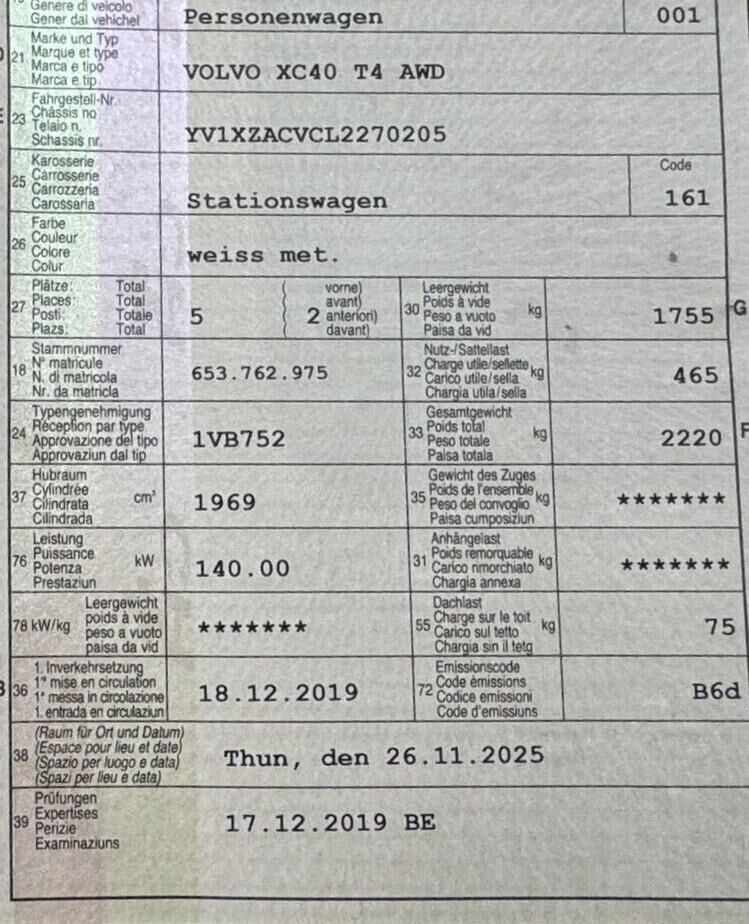 Genere di veicolo
Gener dal vehichel
Personenwagen
001
21
Marke und Typ
Marque et type
Marca e tipo
Marca e tip
VOLVO XC40 T4 AWD
23
Fahrgestell-Nr.
Châssis no
Telaio n.
Schassis nr.
YV1XZACVCL2270205
25
Karosserie
Carrosserie
Carrozzeria
Carossaria
Stationswagen
Code
161
26
Farbe
Couleur
Colore
Colur
weiss met.
27
Plätze: Total
Places: Total
Posti: Totale
Plazs: Total
5
2
vorne)
avant)
anteriori)
davant)
30
Leergewicht
Poids à vide
Peso a vuoto
Paisa da vid
kg
1755
G
18
Stammnummer
N° matricule
N. di matricola
Nr. da matricla
653.762.975
32
Nutz-/Sattellast
Charge utile/sellette
Carico utile/sella
Chargia utila/sella
kg
465
24
Typengenehmigung
Réception par type
Approvazione del tipo
Approvaziun dal tip
1VB752
33
Gesamtgewicht
Poids total
Peso totale
Paisa totala
kg
2220
F
37
Hubraum
Cylindrée
Cilindrata
Cilindrada
cm³
1969
35
Gewicht des Zuges
Poids de l'ensemble
Peso del convoglio
Paisa cumposiziun
kg
*******
76
Leistung
Puissance
Potenza
Prestaziun
kW
140.00
31
Anhängelast
Poids remorquable
Carico rimorchiato
Chargia annexa
kg
*******
78 kW/kg
Leergewicht
poids à vide
peso a vuoto
paisa da vid
*******
55
Dachlast
Charge sur le toit
Carico sul tetto
Chargia sin il tetg
kg
75
B
36
1. Inverkehrsetzung
1re mise en circulation
1a messa in circolazione
1. entrada en circulaziun
18.12.2019
72
Emissionscode
Code émissions
Codice emissioni
Code d'emissiuns
B6d
38
(Raum für Ort und Datum)
(Espace pour lieu et date)
(Spazio per luogo e data)
(Spazi per lieu e data)
Thun, den 26.11.2025
39
Prüfungen
Expertises
Perizie
Examinaziuns
17.12.2019 BE